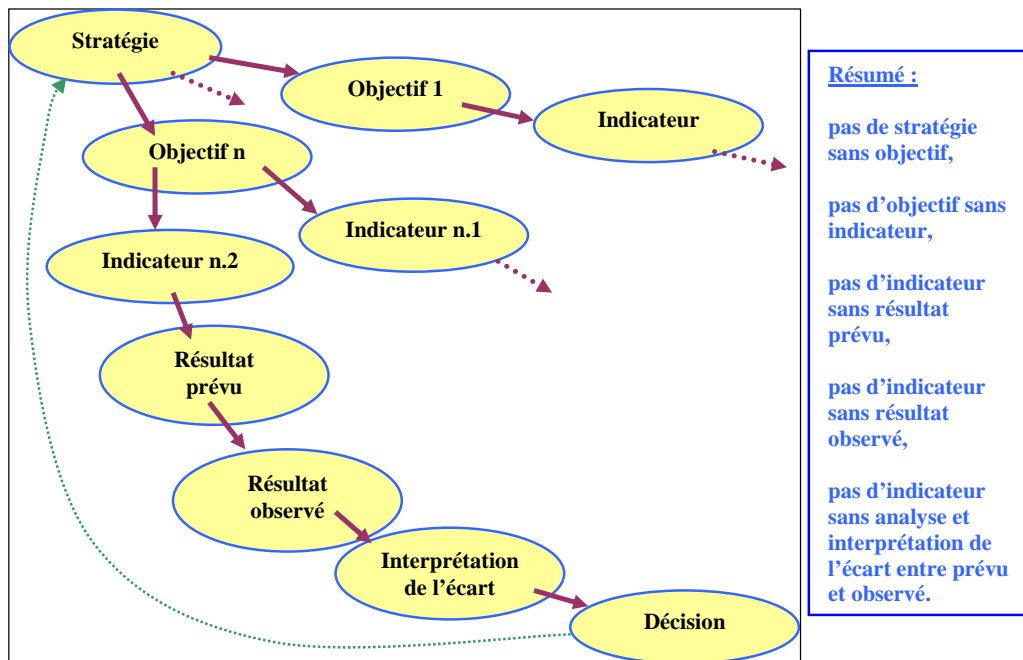 Stratégie
Objectif 1
Indicateur
Objectif n
Indicateur n.1
Indicateur n.2
Résultat
prévu
Résultat
observé
Interprétation
de l'écart
Décision
Résumé :
pas de stratégie
sans objectif,
pas d'objectif sans
indicateur,
pas d'indicateur
sans résultat
prévu,
pas d'indicateur
sans résultat
observé,
pas d'indicateur
sans analyse et
interprétation de
l'écart entre prévu
et observé.